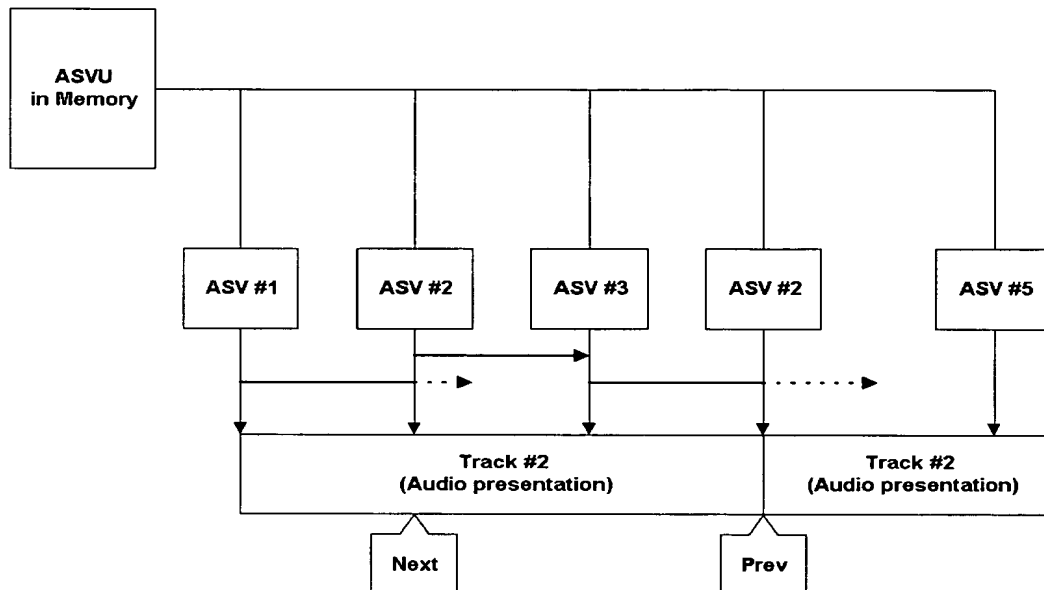 ASVU
in Memory
ASV #1
ASV #2
ASV #3
ASV #2
ASV #5
Track #2
(Audio presentation)
Track #2
(Audio presentation)
Next
Prev